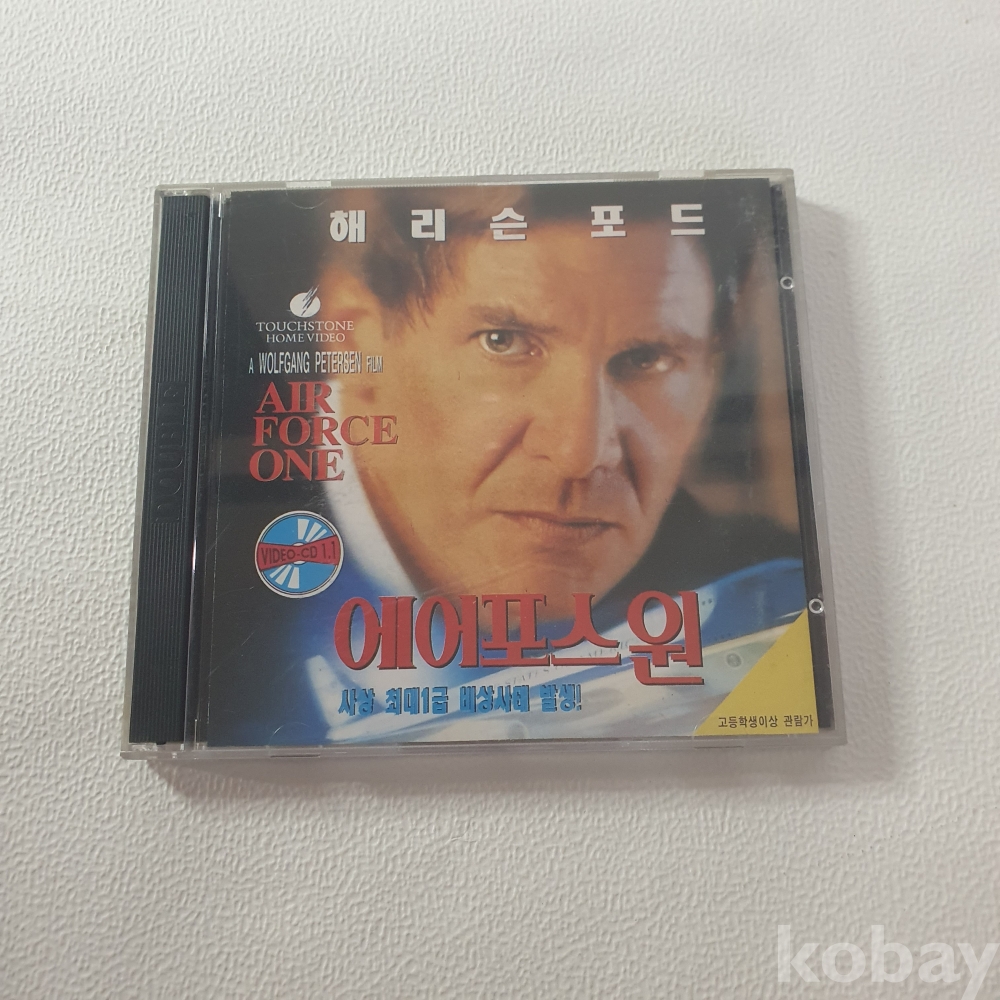 해리슨 포드
TOUCHSTONE
HOME VIDEO
A WOLFGANG PETERSEN FILM
AIR
FORCE
ONE
VIDEO-CD 1.1
에어포스 원
사상 최대1급 비상사태 발생!
고등학생이상 관람가
kobay